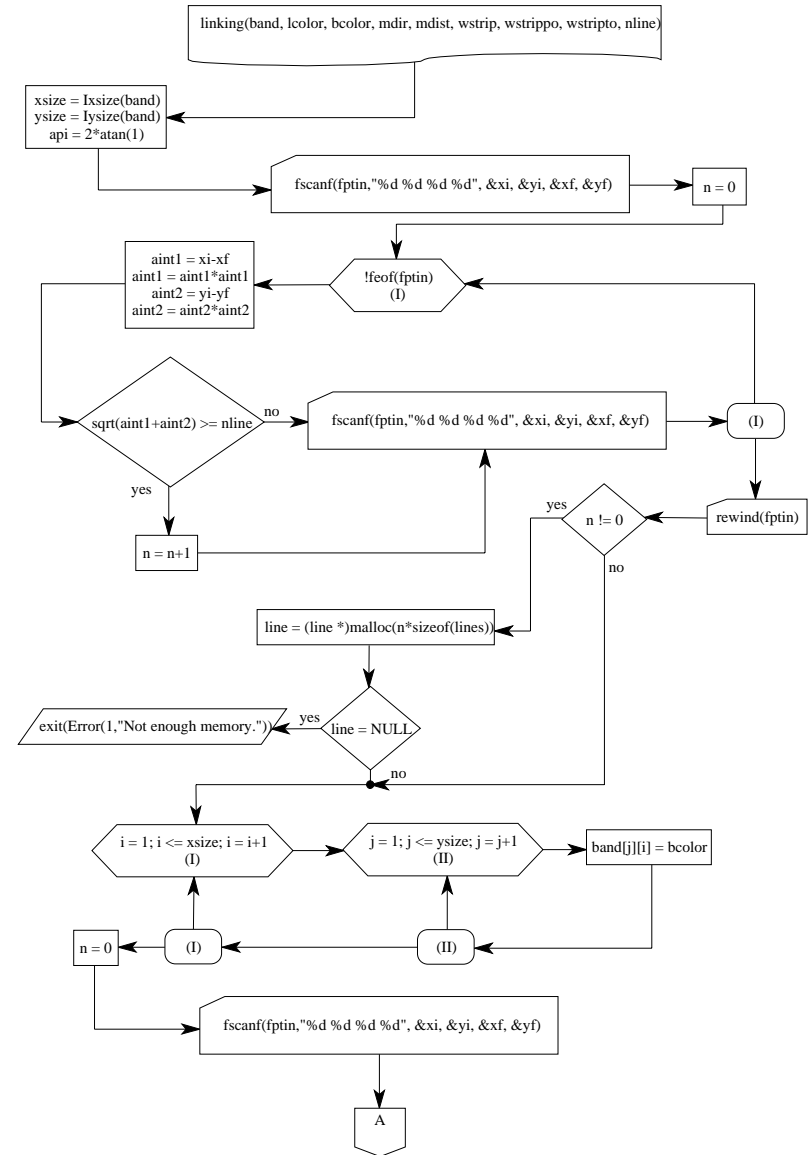 linking(band, lcolor, bcolor, mdir, mdist, wstrip, wstrippo, wstripto, nline)
xsize = Ixsize(band)
ysize = Iysize(band)
api = 2*atan(1)
fscanf(fptin,"%d %d %d %d", &xi, &yi, &xf, &yf)
n = 0
aint1 = xi-xf
aint1 = aint1*aint1
aint2 = yi-yf
aint2 = aint2*aint2
!feof(fptin)
(I)
sqrt(aint1+aint2) >= nline
no
yes
fscanf(fptin,"%d %d %d %d", &xi, &yi, &xf, &yf)
(I)
n = n+1
yes
n != 0
no
rewind(fptin)
line = (line *)malloc(n*sizeof(lines))
exit(Error(1,"Not enough memory."))
yes
line = NULL
no
i = 1; i <= xsize; i = i+1
(I)
j = 1; j <= ysize; j = j+1
(II)
band[j][i] = bcolor
n = 0
(I)
(II)
fscanf(fptin,"%d %d %d %d", &xi, &yi, &xf, &yf)
A